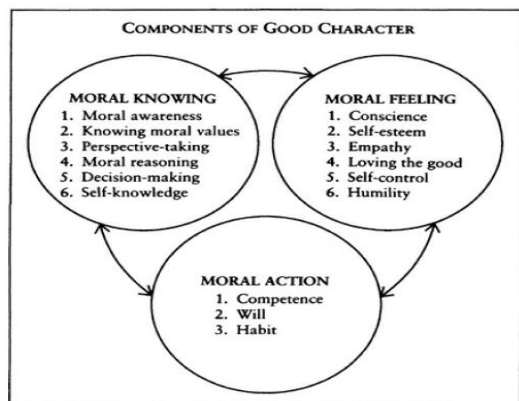 COMPONENTS OF GOOD CHARACTER
MORAL KNOWING
1. Moral awareness
2. Knowing moral values
3. Perspective-taking
4. Moral reasoning
5. Decision-making
6. Self-knowledge
MORAL FEELING
1. Conscience
2. Self-esteem
3. Empathy
4. Loving the good
5. Self-control
6. Humility
MORAL ACTION
1. Competence
2. Will
3. Habit